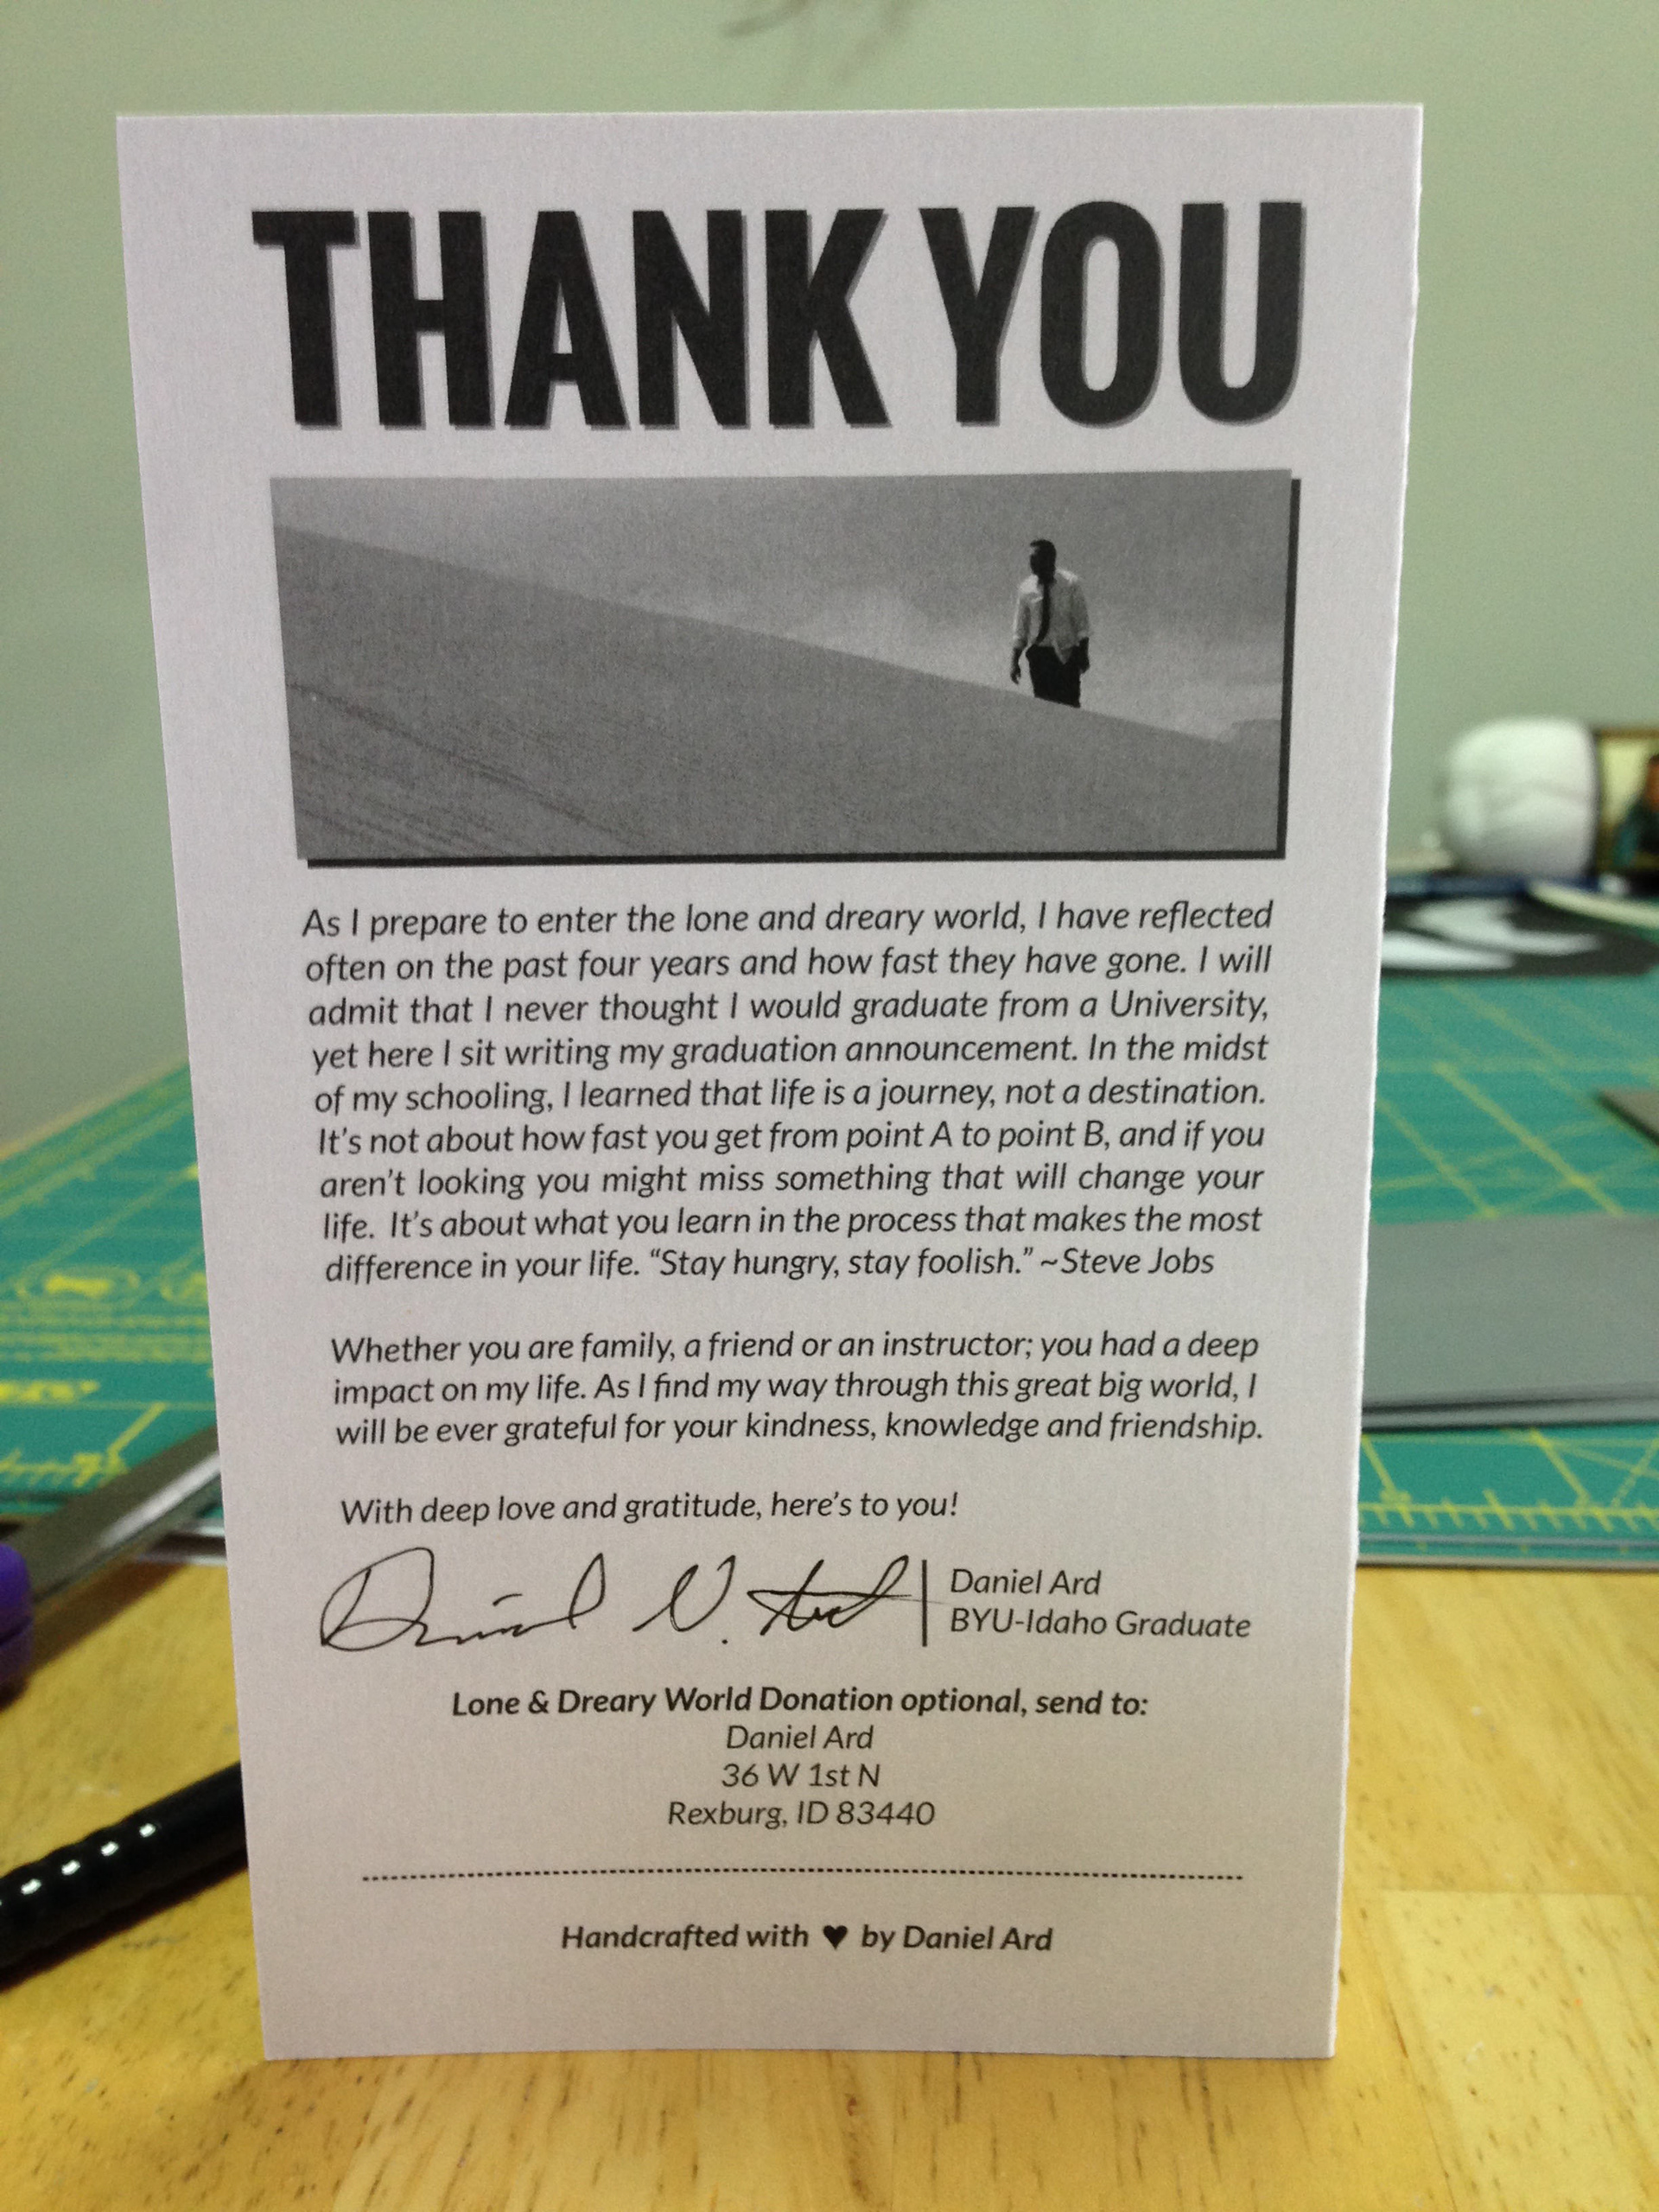 THANK YOU
As I prepare to enter the lone and dreary world, I have reflected
often on the past four years and how fast they have gone. I will
admit that I never thought I would graduate from a University,
yet here I sit writing my graduation announcement. In the midst
of my schooling, I learned that life is a journey, not a destination.
It's not about how fast you get from point A to point B, and if you
aren't looking you might miss something that will change your
life. It's about what you learn in the process that makes the most
difference in your life. “Stay hungry, stay foolish.” ~Steve Jobs
Whether you are family, a friend or an instructor; you had a deep
impact on my life. As I find my way through this great big world, I
will be ever grateful for your kindness, knowledge and friendship.
With deep love and gratitude, here's to you!
Daniel N. Ard
Daniel Ard
BYU-Idaho Graduate
Lone & Dreary World Donation optional, send to:
Daniel Ard
36 W 1st N
Rexburg, ID 83440
Handcrafted with ♥ by Daniel Ard